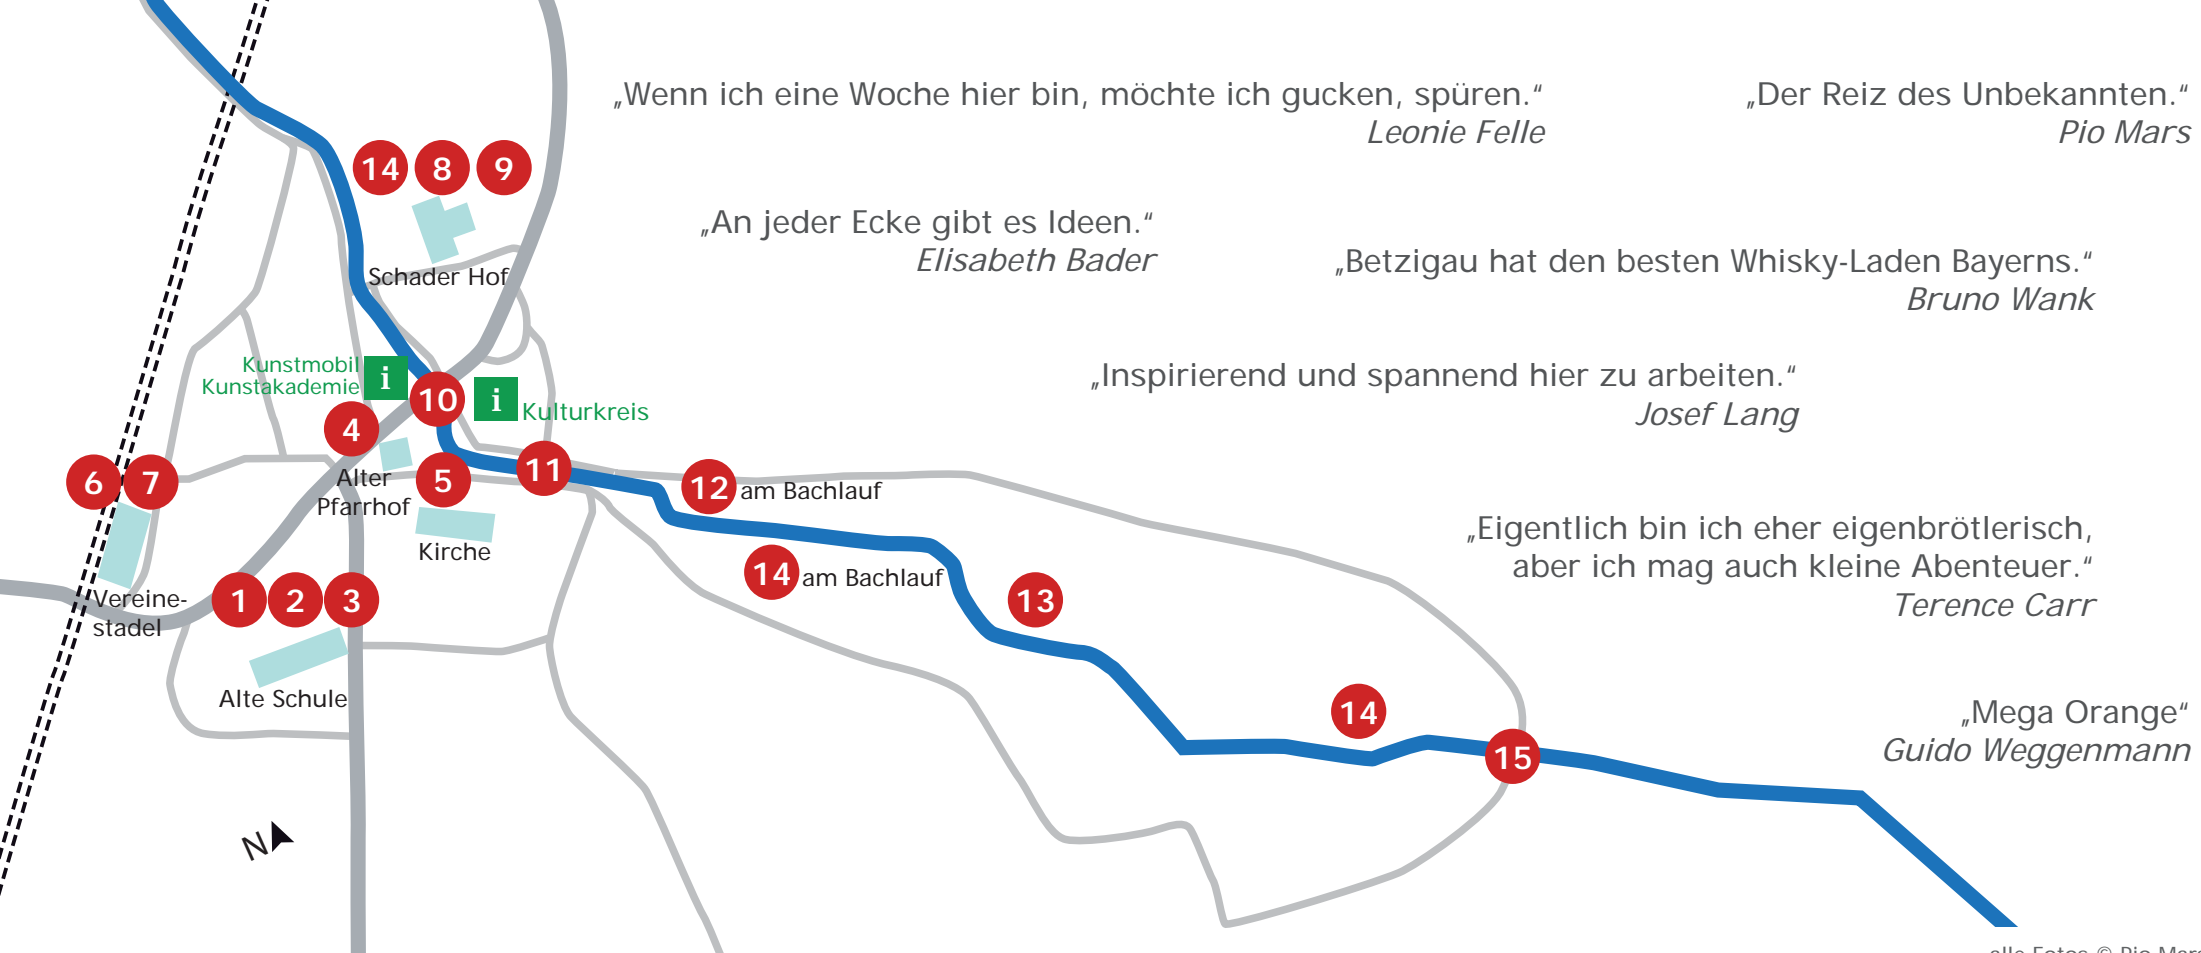 „Wenn ich eine Woche hier bin, möchte ich gucken, spüren.“
Leonie Felle
„Der Reiz des Unbekannten.“
Pio Mars
14 8 9
Schader Hof
„An jeder Ecke gibt es Ideen.“
Elisabeth Bader
„Betzigau hat den besten Whisky-Laden Bayerns.“
Bruno Wank
Kunstmobil
Kunstakademie
i
10
i
Kulturkreis
„Inspirierend und spannend hier zu arbeiten.“
Josef Lang
4
6 7
Alter
Pfarrhof
5
11
12 am Bachlauf
Kirche
14 am Bachlauf
13
„Eigentlich bin ich eher eigenbrötlerisch,
aber ich mag auch kleine Abenteuer.“
Terence Carr
Vereine-
stadel
1 2 3
Alte Schule
14
15
„Mega Orange“
Guido Weggenmann
N
alle Fotos © Pio Mars